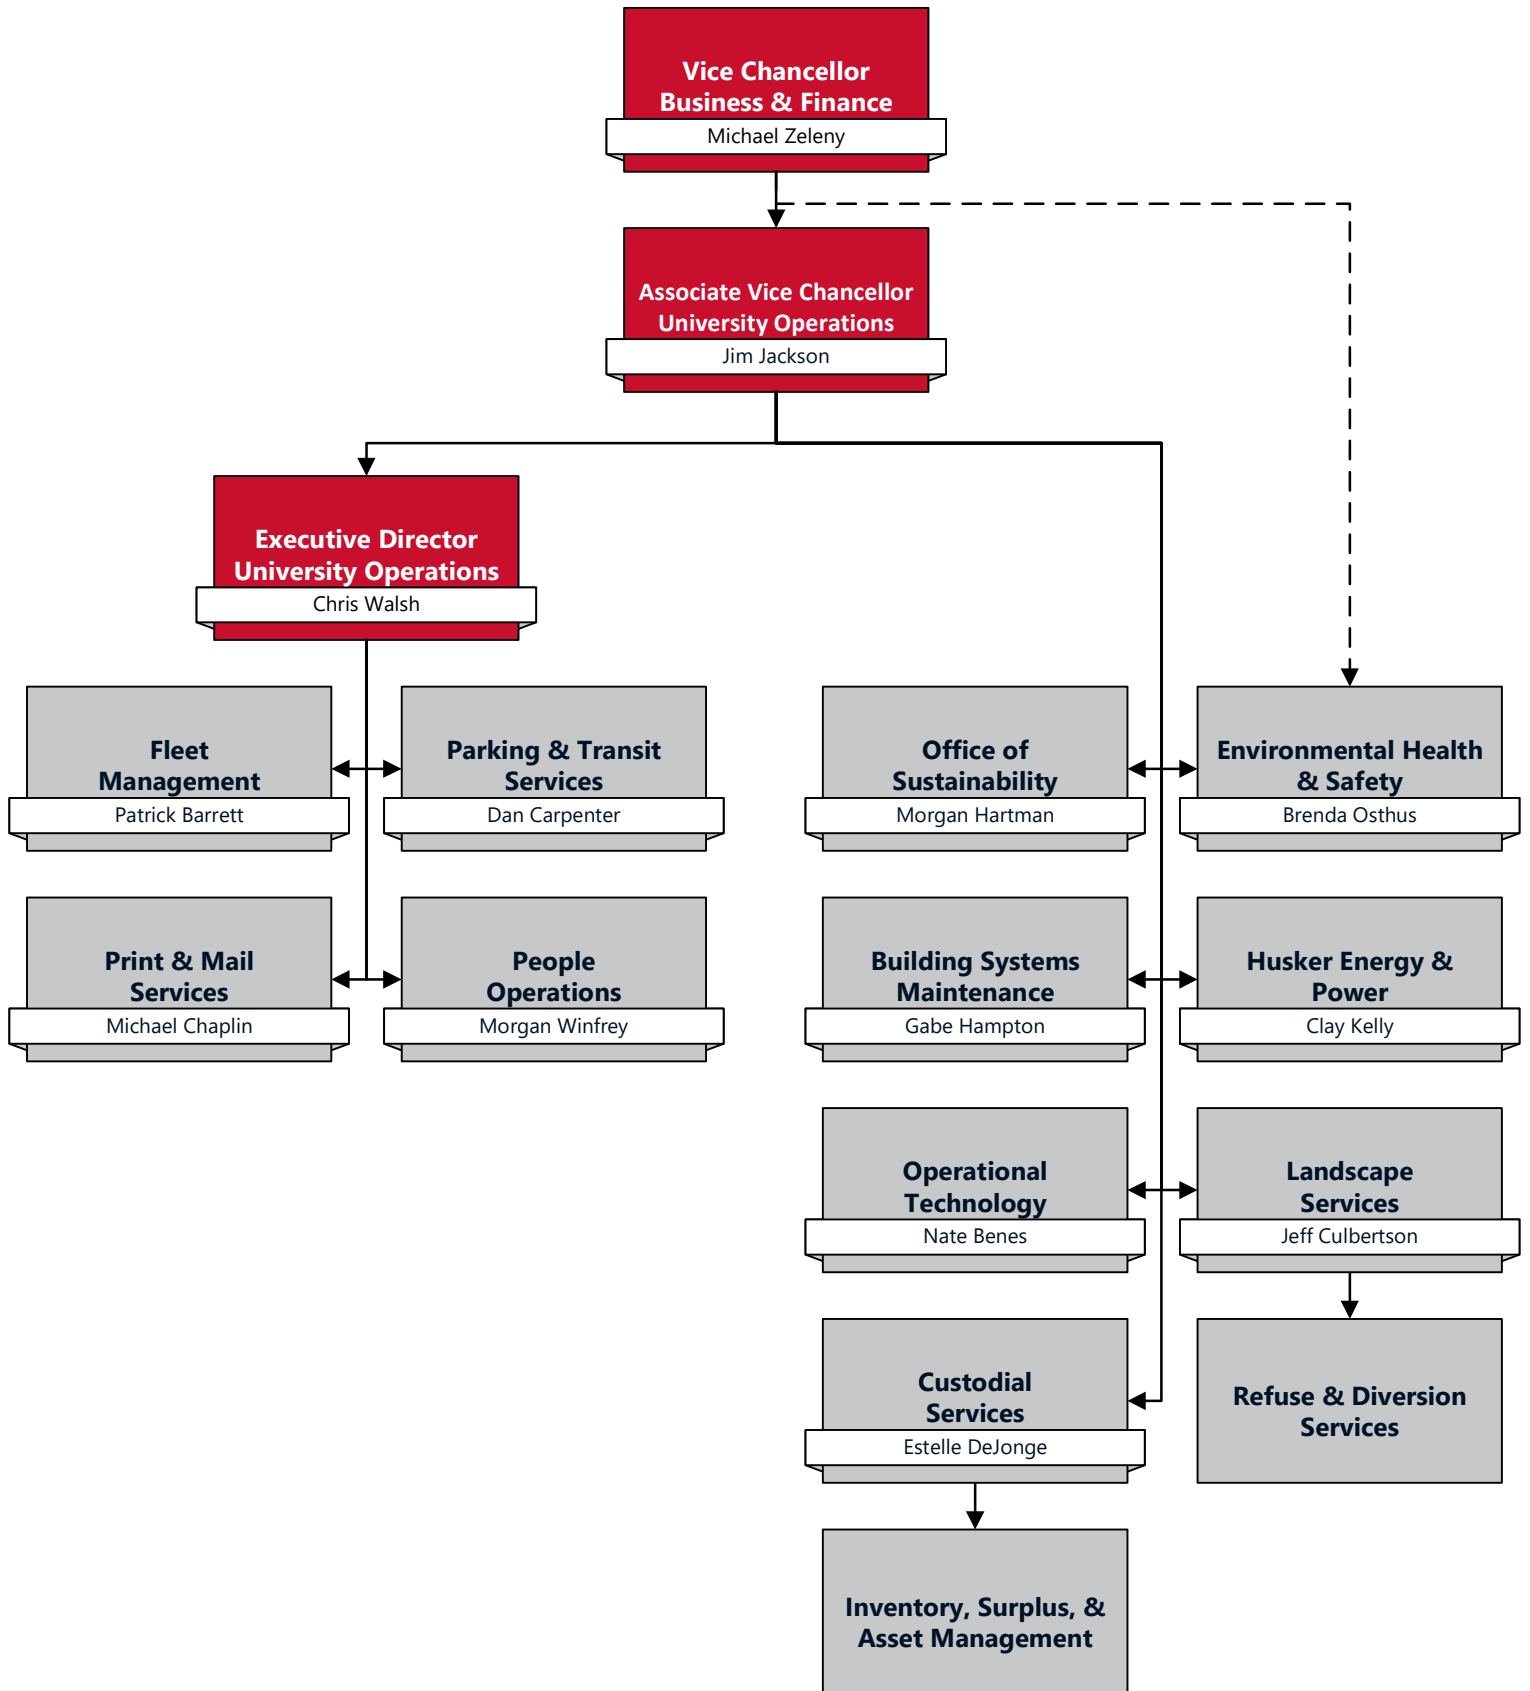 Vice Chancellor
Business & Finance
Michael Zeleny
Associate Vice Chancellor
University Operations
Jim Jackson
Executive Director
University Operations
Chris Walsh
Fleet
Management
Patrick Barrett
Parking & Transit
Services
Dan Carpenter
Office of
Sustainability
Morgan Hartman
Environmental Health
& Safety
Brenda Osthus
Print & Mail
Services
Michael Chaplin
People
Operations
Morgan Winfrey
Building Systems
Maintenance
Gabe Hampton
Husker Energy &
Power
Clay Kelly
Operational
Technology
Nate Benes
Landscape
Services
Jeff Culbertson
Custodial
Services
Estelle DeJonge
Refuse & Diversion
Services
Inventory, Surplus, &
Asset Management